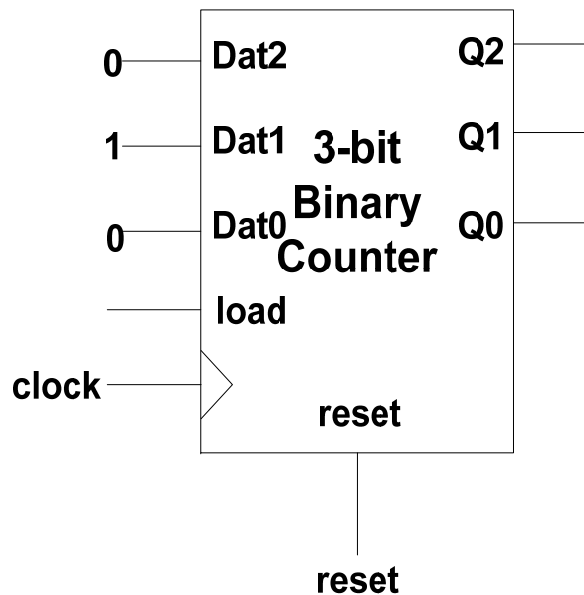 0 Dat2 Q2
1 Dat1 3-bit Q1
Binary
0 Dat0 Q0
Counter
load
clock
reset
reset